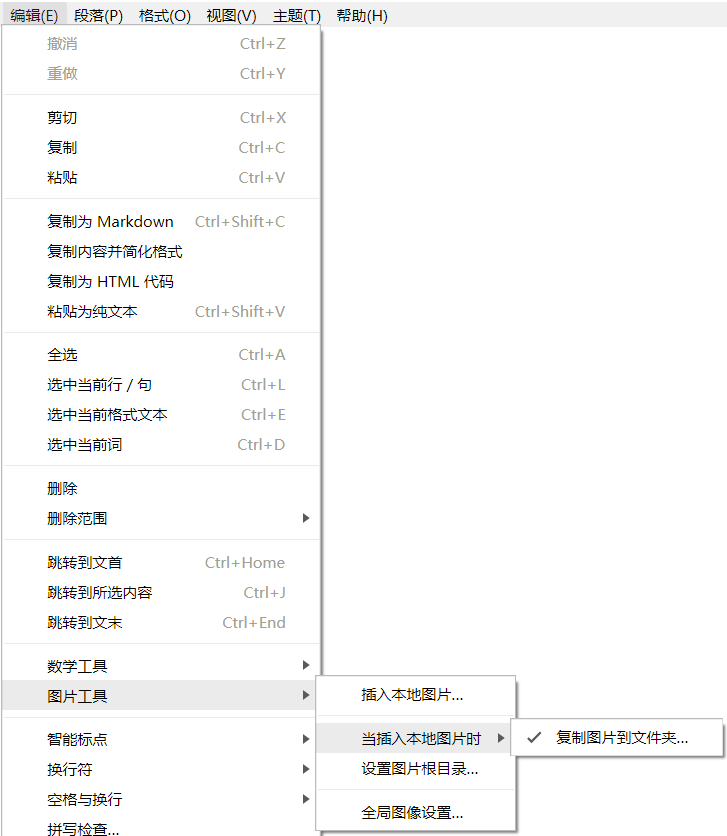 编辑(E) 段落(P) 格式(O) 视图(V) 主题(T) 帮助(H)
撤消 Ctrl+Z
重做 Ctrl+Y
剪切 Ctrl+X
复制 Ctrl+C
粘贴 Ctrl+V
复制为 Markdown Ctrl+Shift+C
复制内容并简化格式
复制为 HTML 代码
粘贴为纯文本 Ctrl+Shift+V
全选 Ctrl+A
选中当前行 / 句 Ctrl+L
选中当前格式文本 Ctrl+E
选中当前词 Ctrl+D
删除
删除范围
跳转到文首 Ctrl+Home
跳转到所选内容 Ctrl+J
跳转到文末 Ctrl+End
数学工具
图片工具
智能标点
换行符
空格与换行
拼写检查...
插入本地图片...
当插入本地图片时
设置图片根目录...
全局图像设置...
复制图片到文件夹...